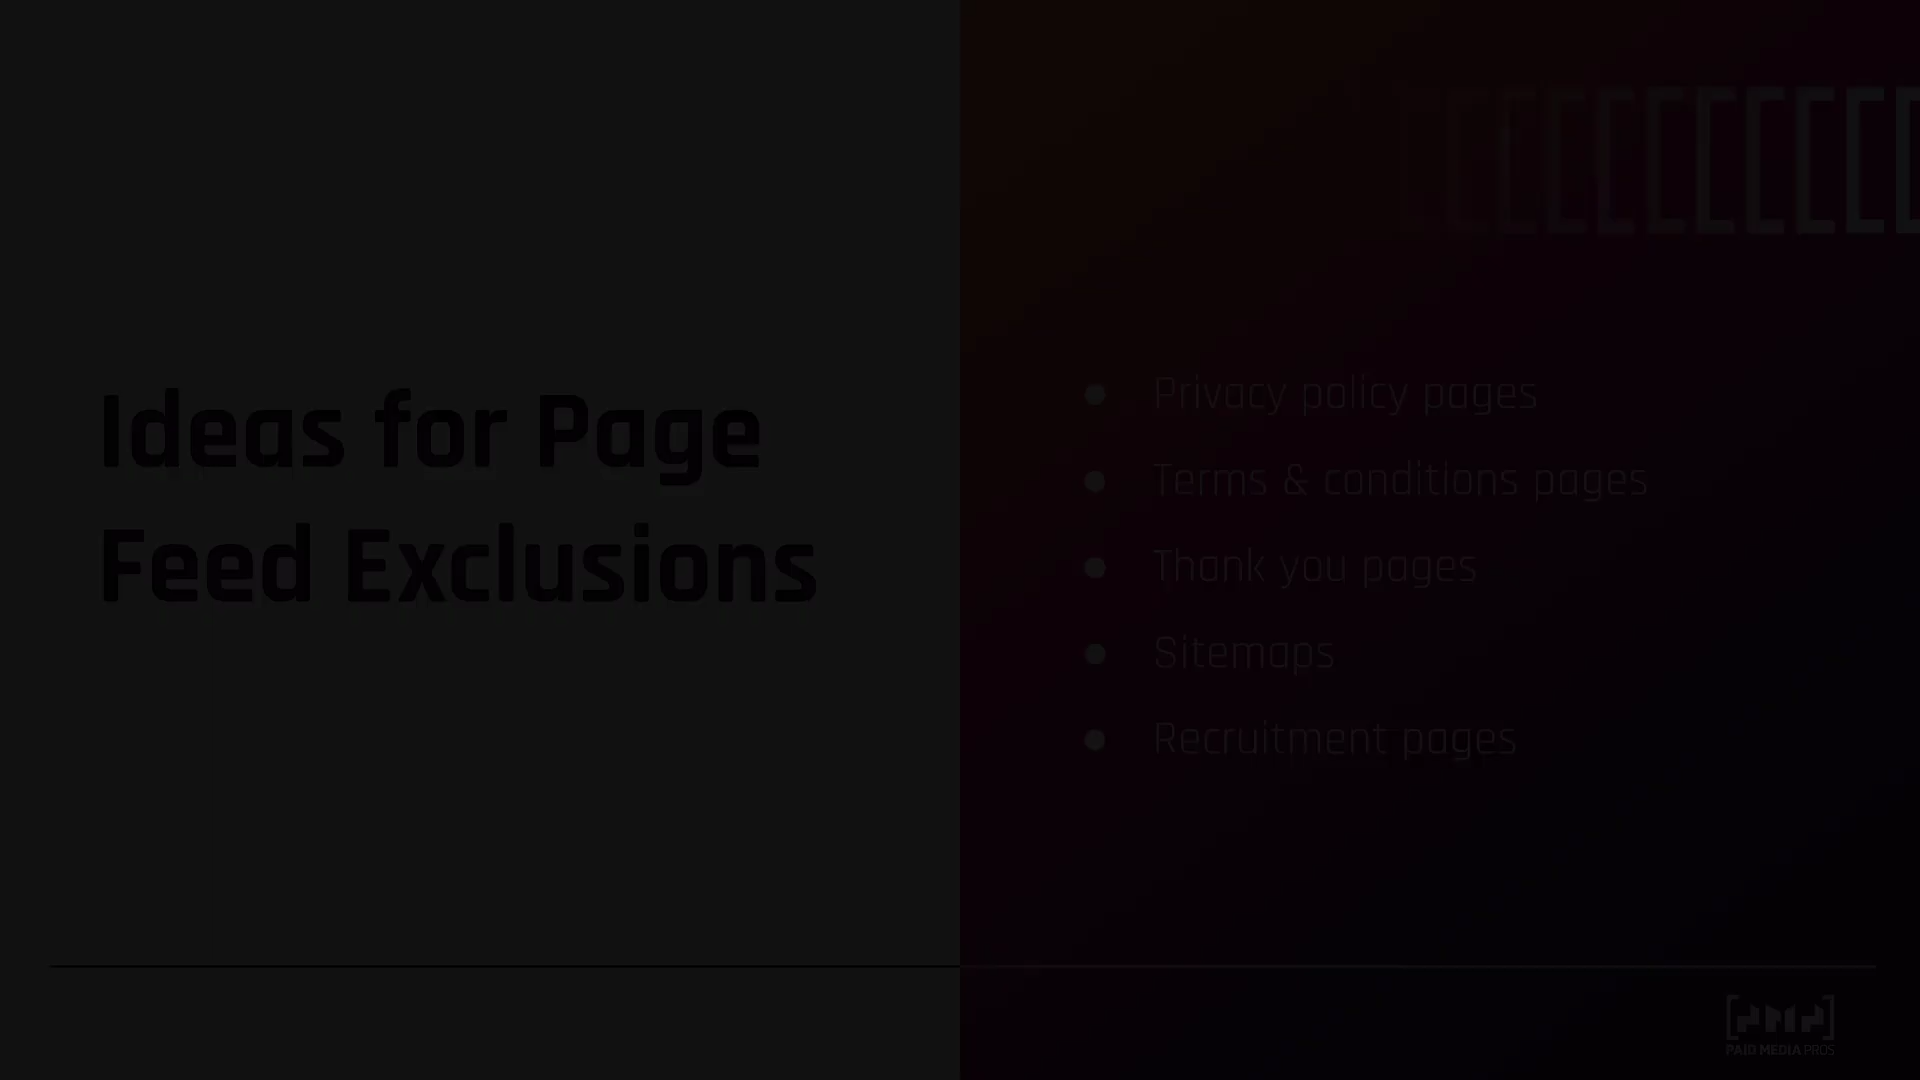 Ideas for Page
Feed Exclusions
● Privacy policy pages
● Terms & conditions pages
● Thank you pages
● Sitemaps
● Recruitment pages
[PMP]
PAID MEDIA PROS